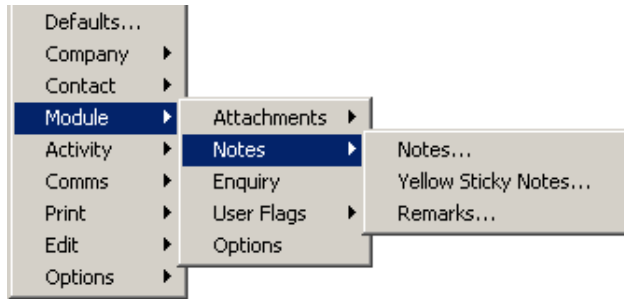 Defaults...
Company
Contact
Module
Activity
Comms
Print
Edit
Options
Attachments
Notes
Enquiry
User Flags
Options
Notes...
Yellow Sticky Notes...
Remarks...